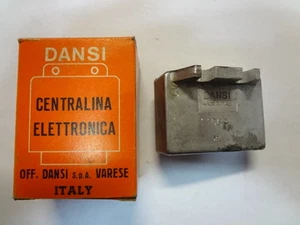 DANSI
CENTRALINA
ELETTRONICA
OFF. DANSI S.p.A. VARESE
ITALY
DANSI